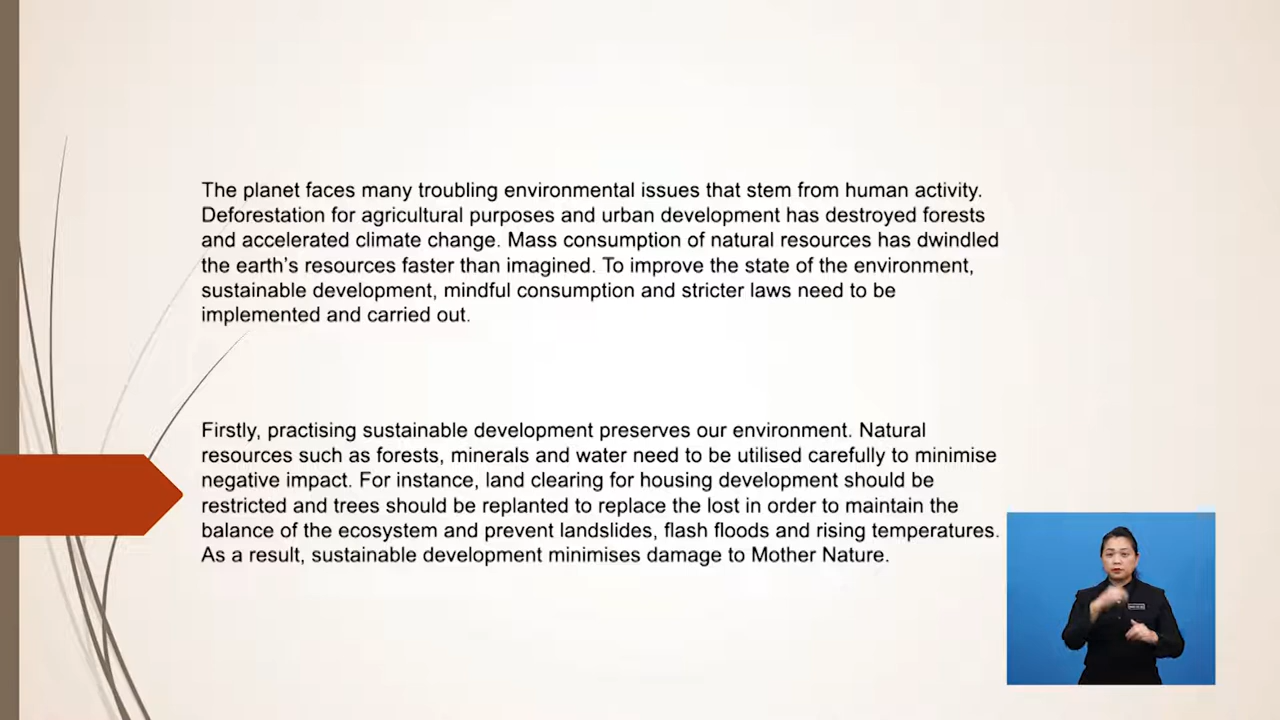 The planet faces many troubling environmental issues that stem from human activity.
Deforestation for agricultural purposes and urban development has destroyed forests
and accelerated climate change. Mass consumption of natural resources has dwindled
the earth’s resources faster than imagined. To improve the state of the environment,
sustainable development, mindful consumption and stricter laws need to be
implemented and carried out.
Firstly, practising sustainable development preserves our environment. Natural
resources such as forests, minerals and water need to be utilised carefully to minimise
negative impact. For instance, land clearing for housing development should be
restricted and trees should be replanted to replace the lost in order to maintain the
balance of the ecosystem and prevent landslides, flash floods and rising temperatures.
As a result, sustainable development minimises damage to Mother Nature.